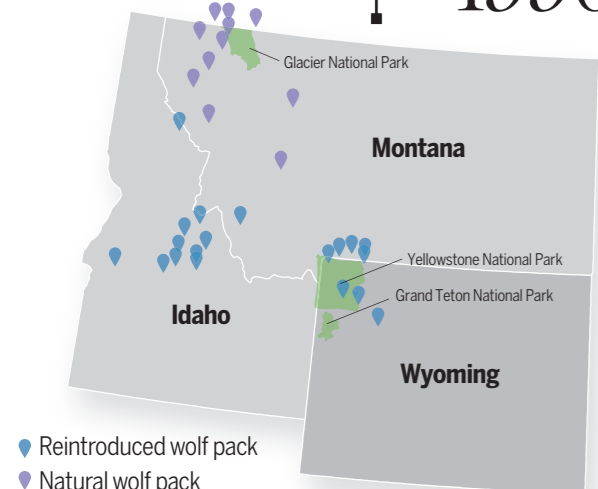 Glacier National Park
Montana
Yellowstone National Park
Grand Teton National Park
Idaho
Wyoming
Reintroduced wolf pack
Natural wolf pack